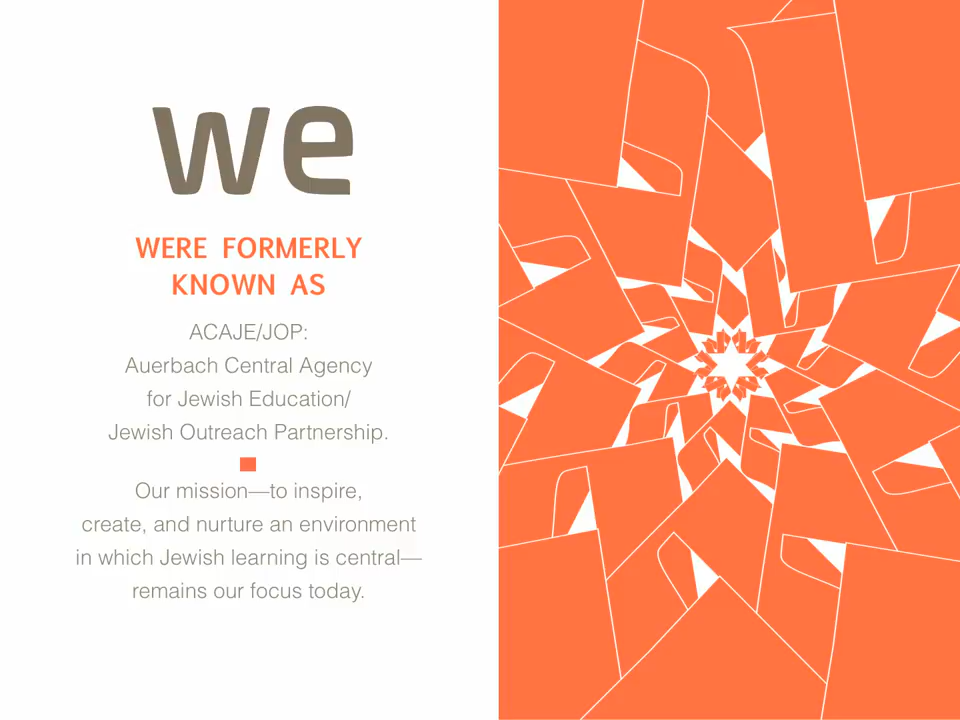 we
WERE FORMERLY
KNOWN AS
ACAJE/JOP:
Auerbach Central Agency
for Jewish Education/
Jewish Outreach Partnership.
Our mission—to inspire,
create, and nurture an environment
in which Jewish learning is central—
remains our focus today.